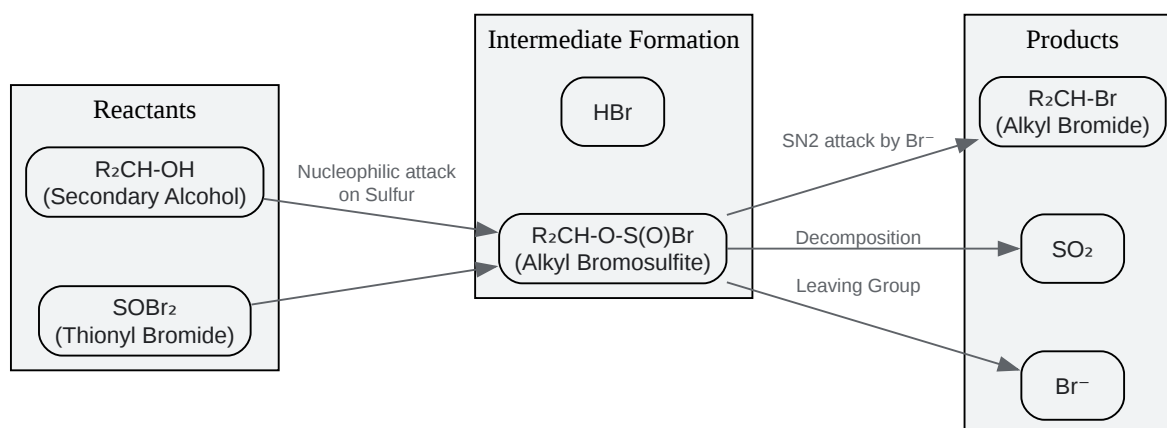 Reactants
R₂CH-OH
(Secondary Alcohol)
SOBr₂
(Thionyl Bromide)
Nucleophilic attack
on Sulfur
Intermediate Formation
HBr
R₂CH-O-S(O)Br
(Alkyl Bromosulfite)
SN2 attack by Br⁻
Decomposition
Leaving Group
Products
R₂CH-Br
(Alkyl Bromide)
SO₂
Br⁻